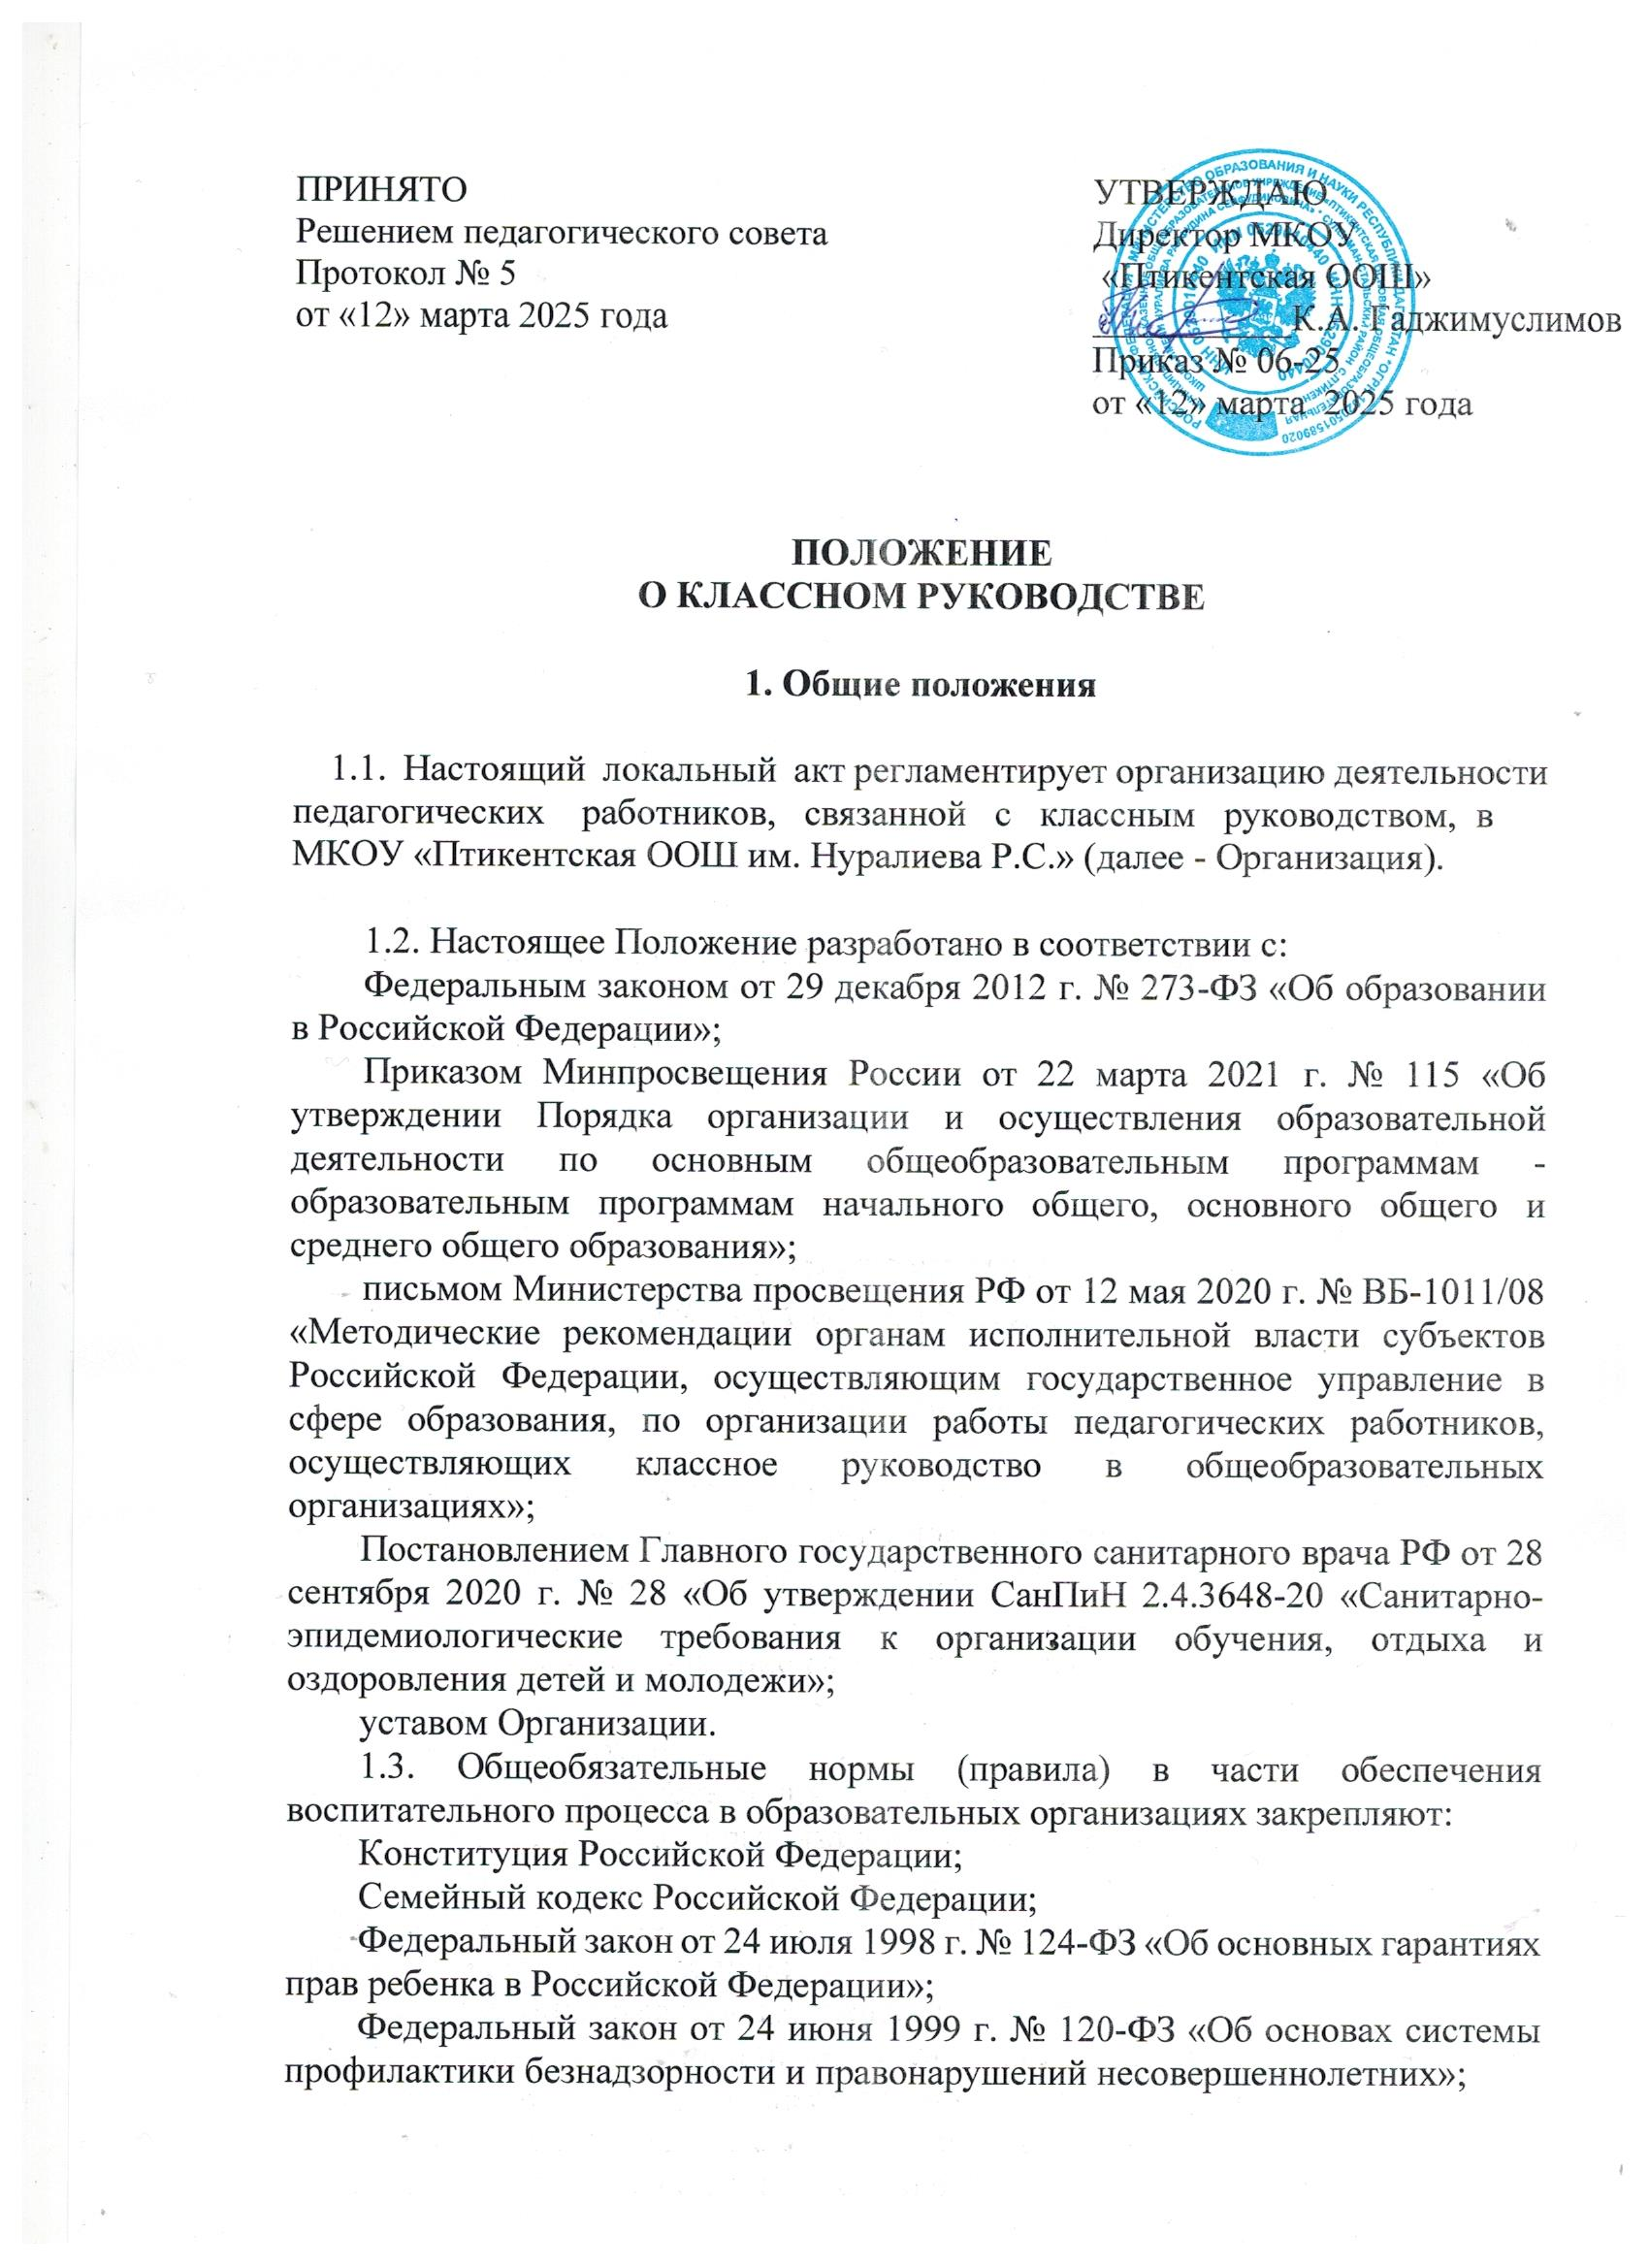 ПРИНЯТО
Решением педагогического совета
Протокол № 5
от «12» марта 2025 года
УТВЕРЖДАЮ
Директор МКОУ
«Птикентская ООШ»
К.А. Гаджимуслимов
Приказ № 06-25
от «12» марта 2025 года
ПОЛОЖЕНИЕ
О КЛАССНОМ РУКОВОДСТВЕ
1. Общие положения
1.1. Настоящий локальный акт регламентирует организацию деятельности
педагогических работников, связанной с классным руководством, в
МКОУ «Птикентская ООШ им. Нуралиева Р.С.» (далее - Организация).
1.2. Настоящее Положение разработано в соответствии с:
Федеральным законом от 29 декабря 2012 г. № 273-ФЗ «Об образовании
в Российской Федерации»;
Приказом Минпросвещения России от 22 марта 2021 г. № 115 «Об
утверждении Порядка организации и осуществления образовательной
деятельности по основным общеобразовательным программам -
образовательным программам начального общего, основного общего и
среднего общего образования»;
письмом Министерства просвещения РФ от 12 мая 2020 г. № ВБ-1011/08
«Методические рекомендации органам исполнительной власти субъектов
Российской Федерации, осуществляющим государственное управление в
сфере образования, по организации работы педагогических работников,
осуществляющих классное руководство в общеобразовательных
организациях»;
Постановлением Главного государственного санитарного врача РФ от 28
сентября 2020 г. № 28 «Об утверждении СанПиН 2.4.3648-20 «Санитарно-
эпидемиологические требования к организации обучения, отдыха и
оздоровления детей и молодежи»;
уставом Организации.
1.3. Общеобязательные нормы (правила) в части обеспечения
воспитательного процесса в образовательных организациях закрепляют:
Конституция Российской Федерации;
Семейный кодекс Российской Федерации;
Федеральный закон от 24 июля 1998 г. № 124-ФЗ «Об основных гарантиях
прав ребенка в Российской Федерации»;
Федеральный закон от 24 июня 1999 г. № 120-ФЗ «Об основах системы
профилактики безнадзорности и правонарушений несовершеннолетних»;